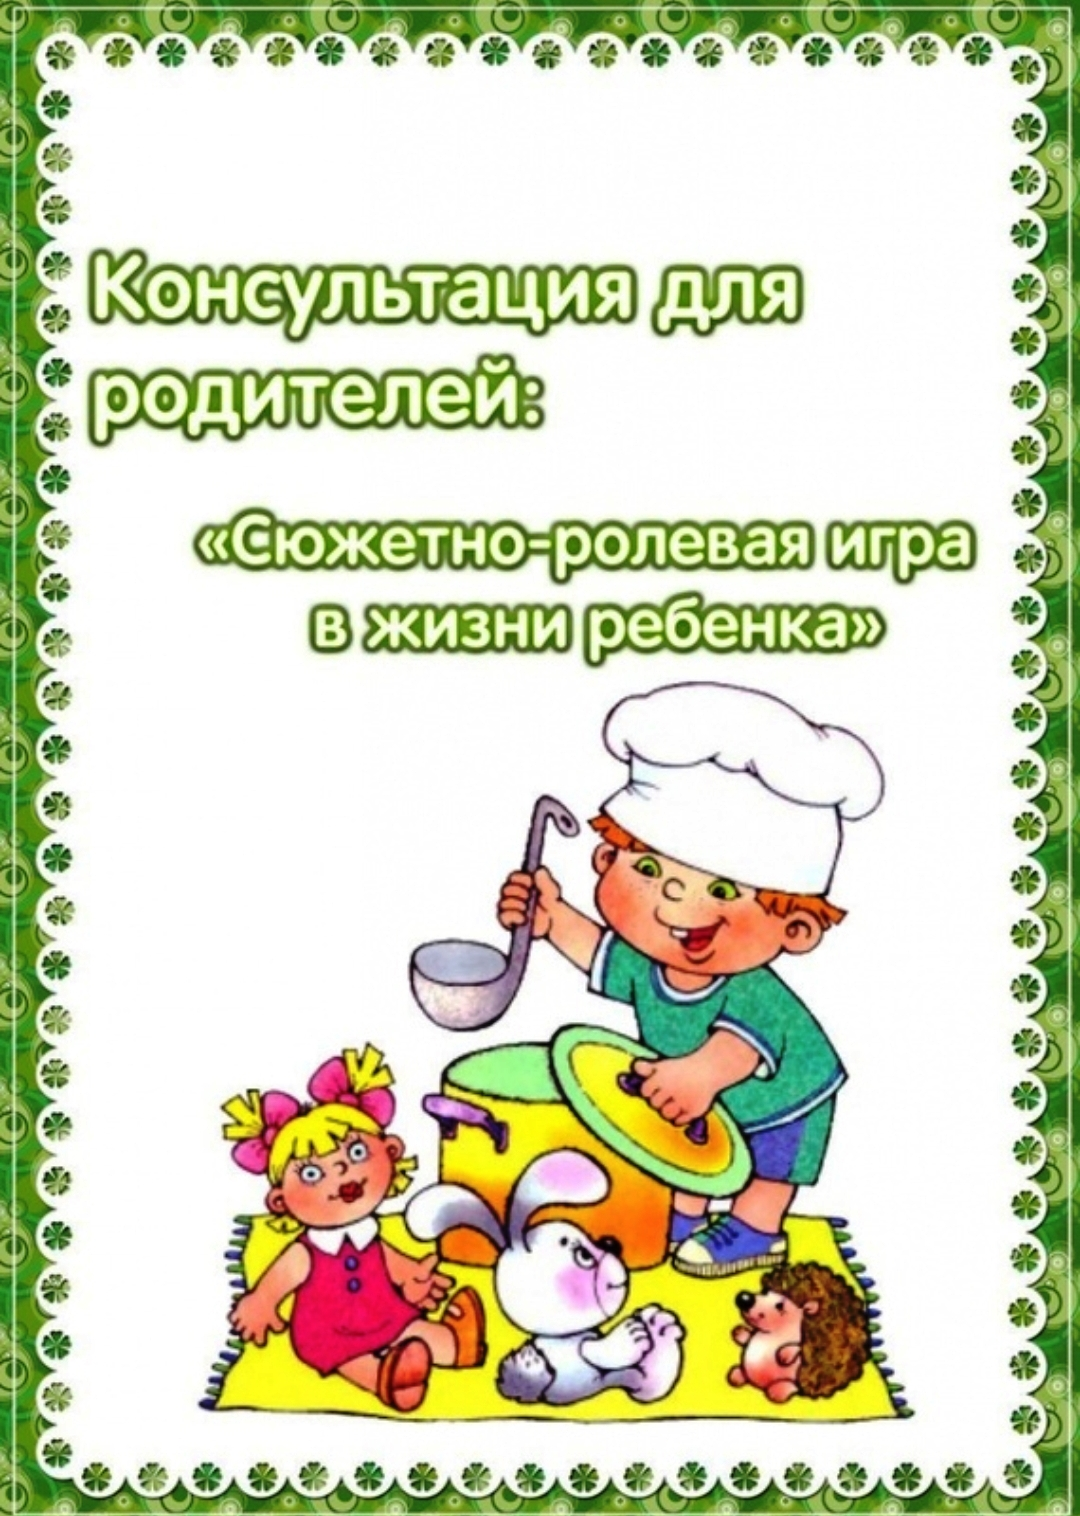 Консультация для
родителей:
«Сюжетно-ролевая игра
в жизни ребенка»